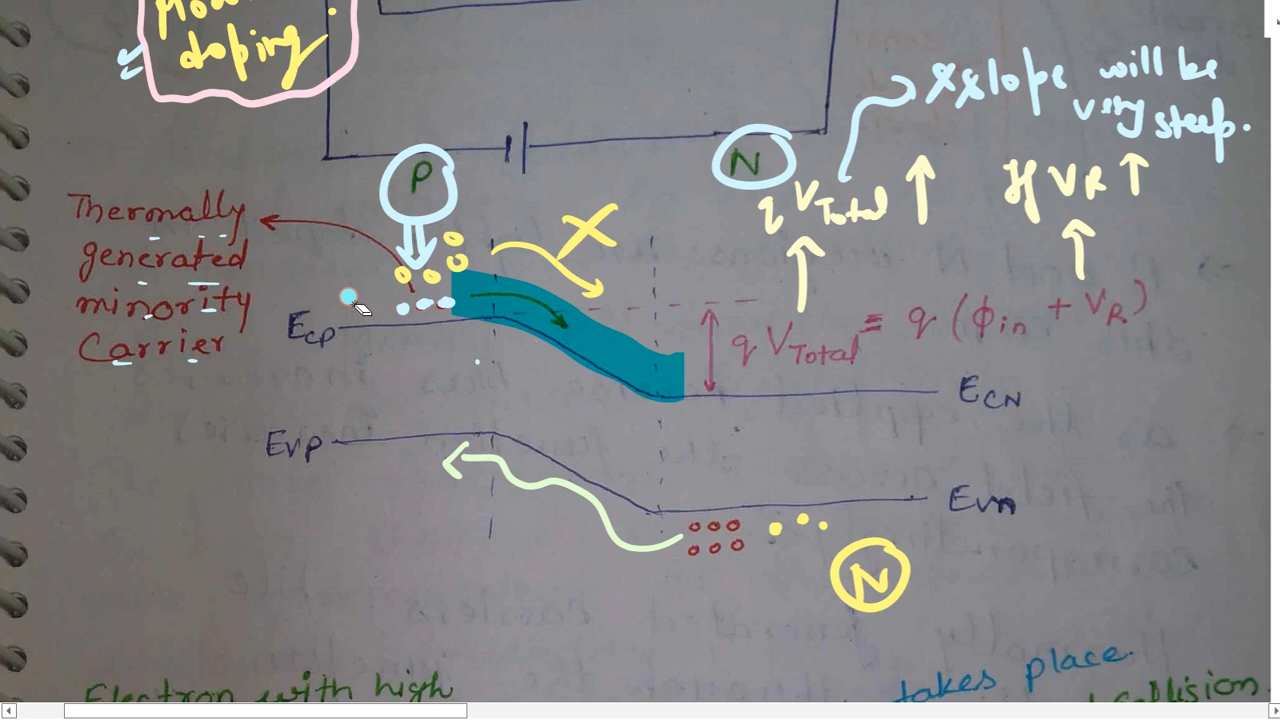 doping.
slope will be
very steep.
P
N
q VTotal ↑
If VR ↑
Thermally
generated
minority
Carrier
ECP
q VTotal = q (ϕin + VR)
ECN
EVP
EVn
N
Electron with high
takes place.
collision